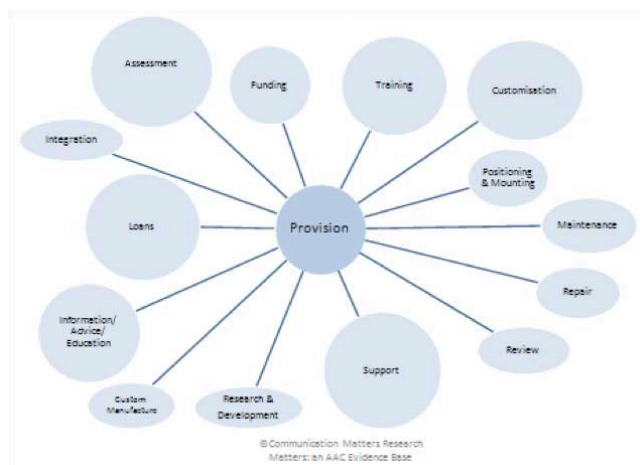 Assessment
Funding
Training
Customisation
Integration
Positioning
& Mounting
Provision
Loans
Maintenance
Repair
Information/
Advice/
Education
Review
Support
Custom
Manufacture
Research &
Development
©Communication Matters Research
Matters: an AAC Evidence Base